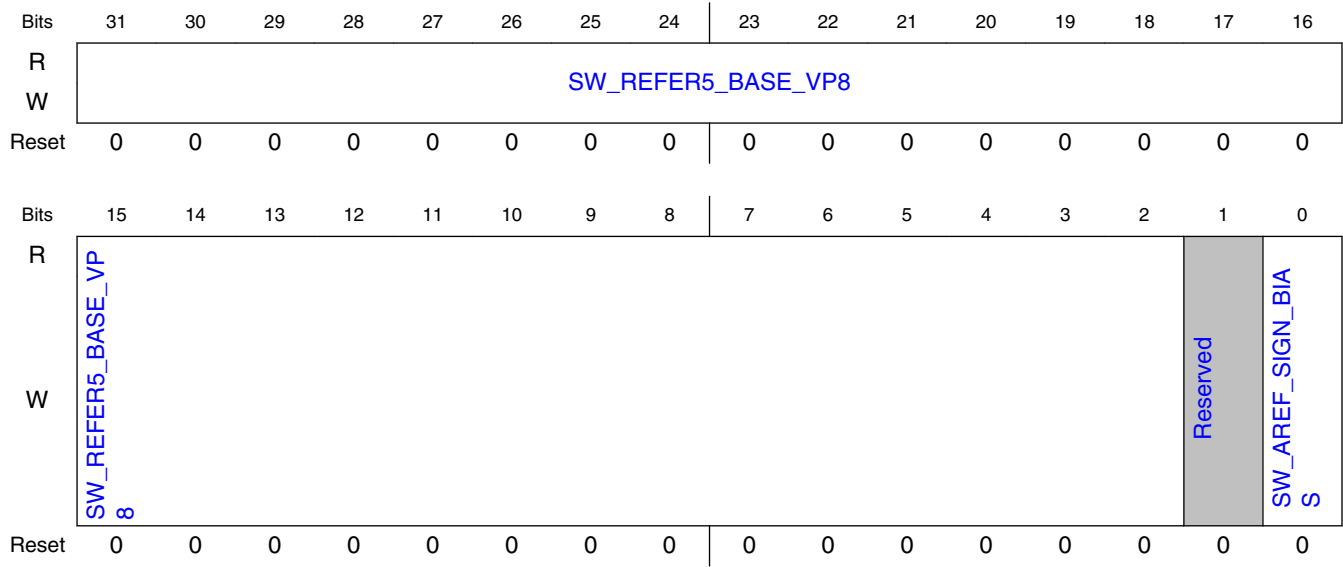 Bits 31 30 29 28 27 26 25 24 23 22 21 20 19 18 17 16
R
SW_REFER5_BASE_VP8
W
Reset 0 0 0 0 0 0 0 0 0 0 0 0 0 0 0 0
Bits 15 14 13 12 11 10 9 8 7 6 5 4 3 2 1 0
R
W
SW_REFER5_BASE_VP
8
Reserved
SW_AREF_SIGN_BIA
S
Reset 0 0 0 0 0 0 0 0 0 0 0 0 0 0 0 0